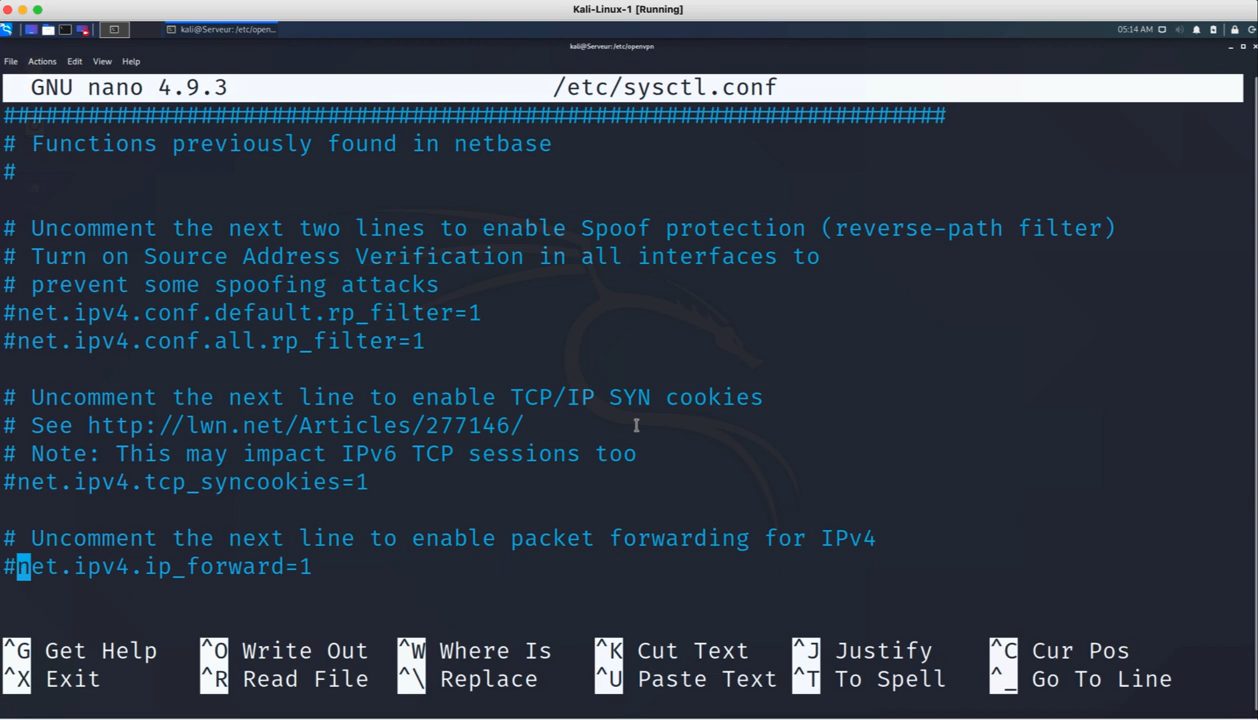 Kali-Linux-1 [Running]
kali@Serveur: /etc/open...
05:14 AM
kali@Serveur:/etc/openvpn
File Actions Edit View Help
GNU nano 4.9.3 /etc/sysctl.conf
###################################################################
# Functions previously found in netbase
#
# Uncomment the next two lines to enable Spoof protection (reverse-path filter)
# Turn on Source Address Verification in all interfaces to
# prevent some spoofing attacks
#net.ipv4.conf.default.rp_filter=1
#net.ipv4.conf.all.rp_filter=1
# Uncomment the next line to enable TCP/IP SYN cookies
# See http://lwn.net/Articles/277146/
# Note: This may impact IPv6 TCP sessions too
#net.ipv4.tcp_syncookies=1
# Uncomment the next line to enable packet forwarding for IPv4
#net.ipv4.ip_forward=1
^G Get Help ^O Write Out ^W Where Is ^K Cut Text ^J Justify ^C Cur Pos
^X Exit ^R Read File ^\ Replace ^U Paste Text ^T To Spell ^_ Go To Line